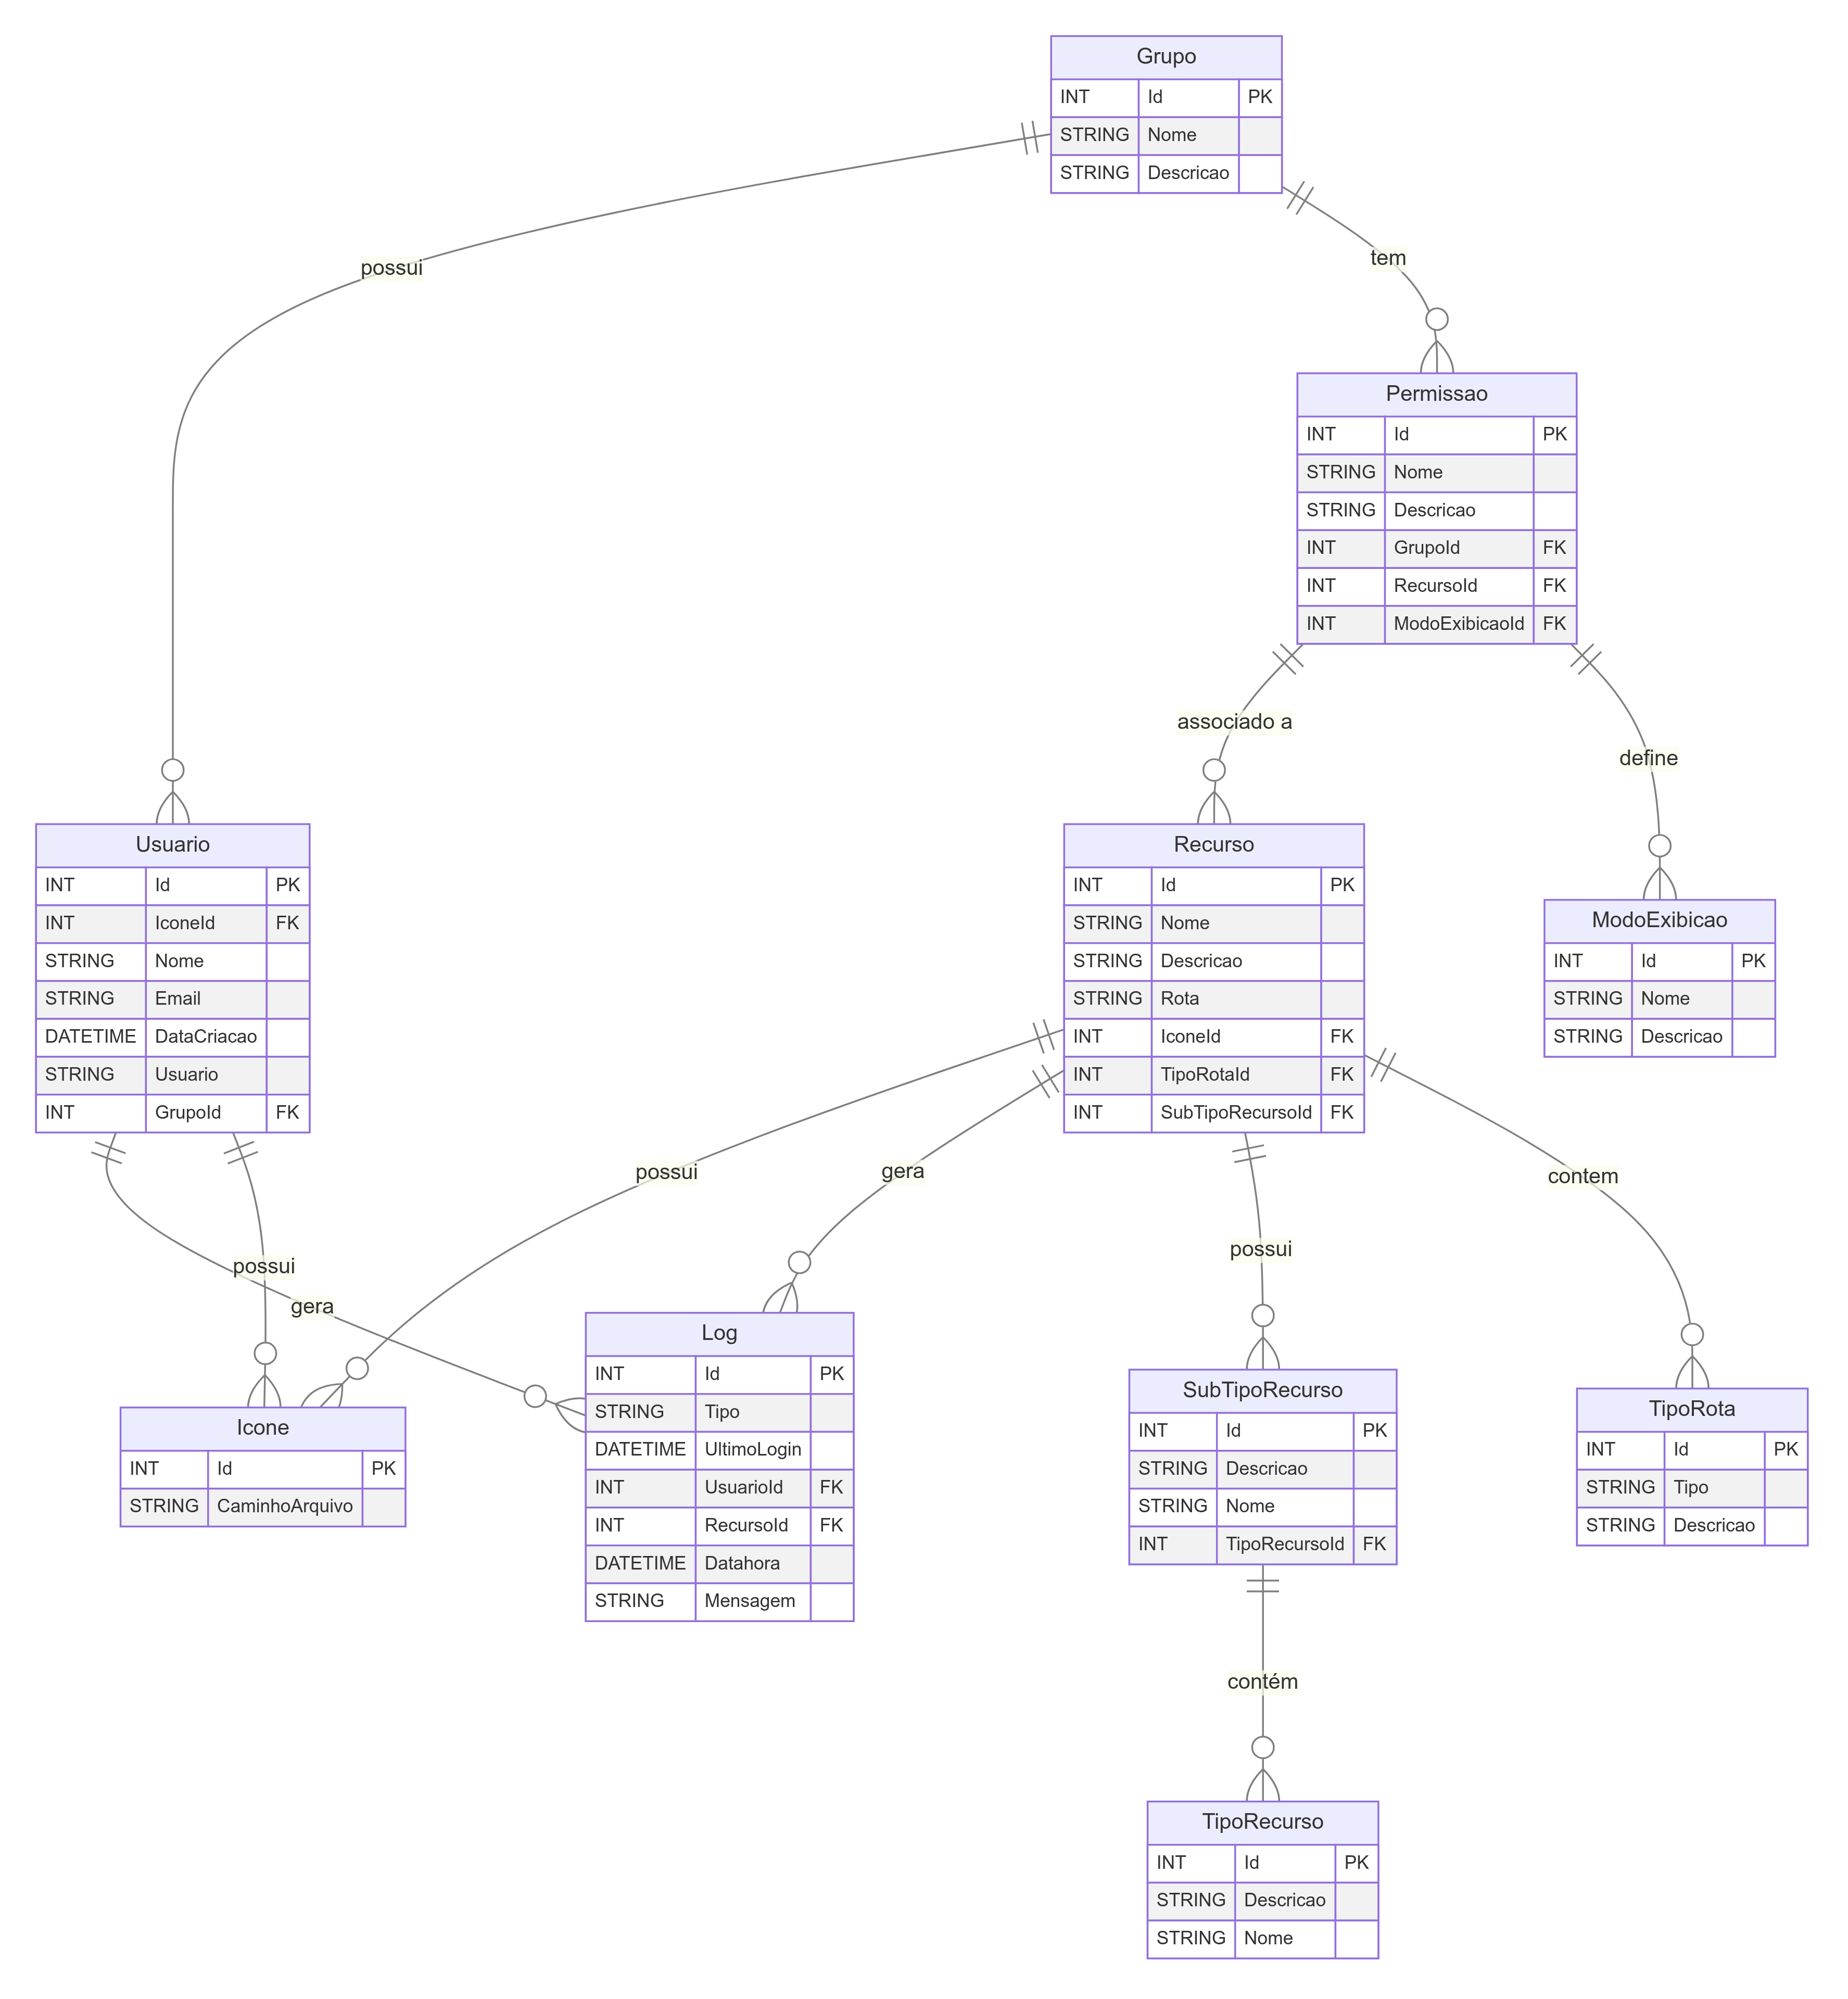 Grupo
INT Id PK
STRING Nome
STRING Descricao
possui
tem
Permissao
INT Id PK
STRING Nome
STRING Descricao
INT GrupoId FK
INT RecursoId FK
INT ModoExibicaoId FK
associado a
define
Usuario
INT Id PK
INT IconeId FK
STRING Nome
STRING Email
DATETIME DataCriacao
STRING Usuario
INT GrupoId FK
Recurso
INT Id PK
STRING Nome
STRING Descricao
STRING Rota
INT IconeId FK
INT TipoRotaId FK
INT SubTipoRecursoId FK
ModoExibicao
INT Id PK
STRING Nome
STRING Descricao
possui
gera
contem
possui
possui
gera
Log
INT Id PK
STRING Tipo
DATETIME UltimoLogin
INT UsuarioId FK
INT RecursoId FK
DATETIME Datahora
STRING Mensagem
Icone
INT Id PK
STRING CaminhoArquivo
SubTipoRecurso
INT Id PK
STRING Descricao
STRING Nome
INT TipoRecursoId FK
TipoRota
INT Id PK
STRING Tipo
STRING Descricao
contém
TipoRecurso
INT Id PK
STRING Descricao
STRING Nome